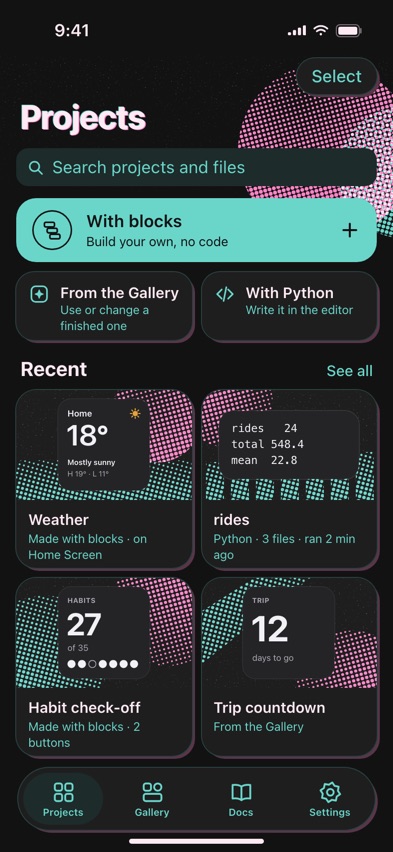 9:41
Select
Projects
Search projects and files
With blocks
Build your own, no code
From the Gallery
Use or change a
finished one
With Python
Write it in the editor
Recent
See all
Home
18°
Mostly sunny
H 19° · L 11°
Weather
Made with blocks · on
Home Screen
rides 24
total 548.4
mean 22.8
rides
Python · 3 files · ran 2 min
ago
HABITS
27
of 35
Habit check-off
Made with blocks · 2
buttons
TRIP
12
days to go
Trip countdown
From the Gallery
Projects
Gallery
Docs
Settings